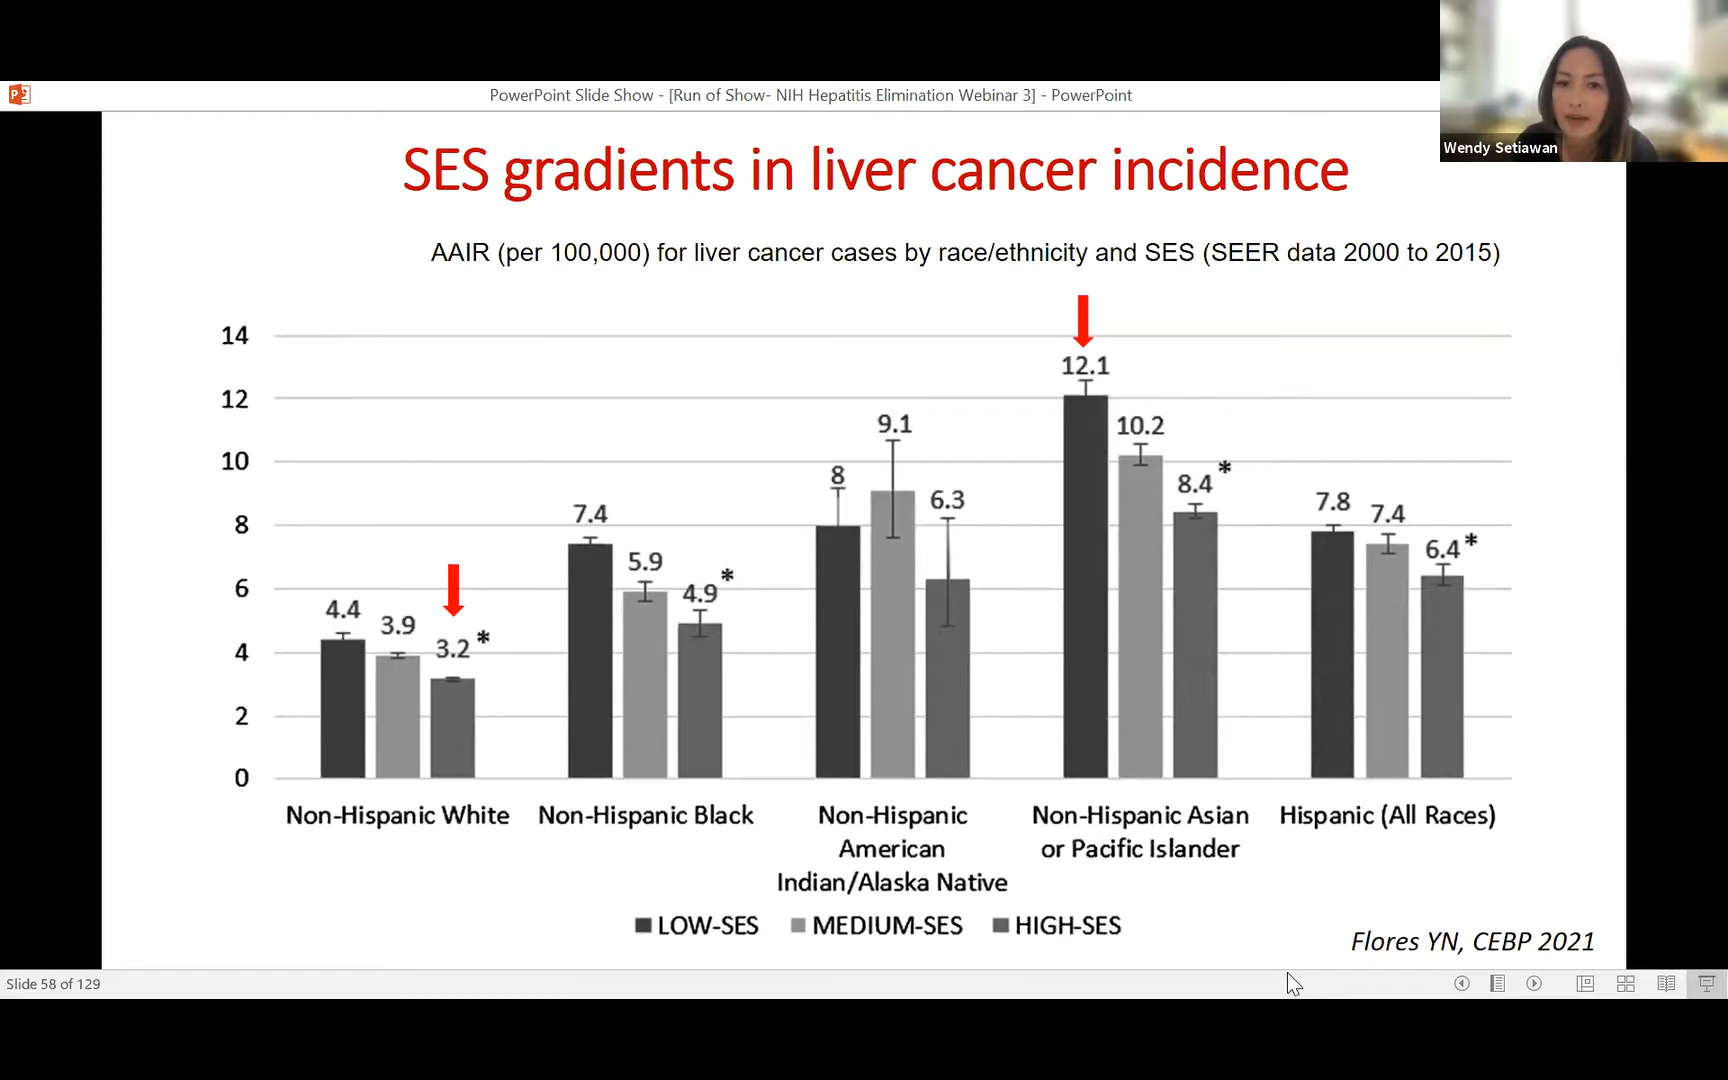 PowerPoint Slide Show - [Run of Show- NIH Hepatitis Elimination Webinar 3] - PowerPoint
Wendy Setiawan
SES gradients in liver cancer incidence
AAIR (per 100,000) for liver cancer cases by race/ethnicity and SES (SEER data 2000 to 2015)
14
12
10
8
6
4
2
0
4.4
3.9
3.2 *
7.4
5.9
4.9 *
8
9.1
6.3
12.1
10.2
8.4 *
7.8
7.4
6.4 *
Non-Hispanic White
Non-Hispanic Black
Non-Hispanic
American
Indian/Alaska Native
Non-Hispanic Asian
or Pacific Islander
Hispanic (All Races)
LOW-SES
MEDIUM-SES
HIGH-SES
Flores YN, CEBP 2021
Slide 58 of 129